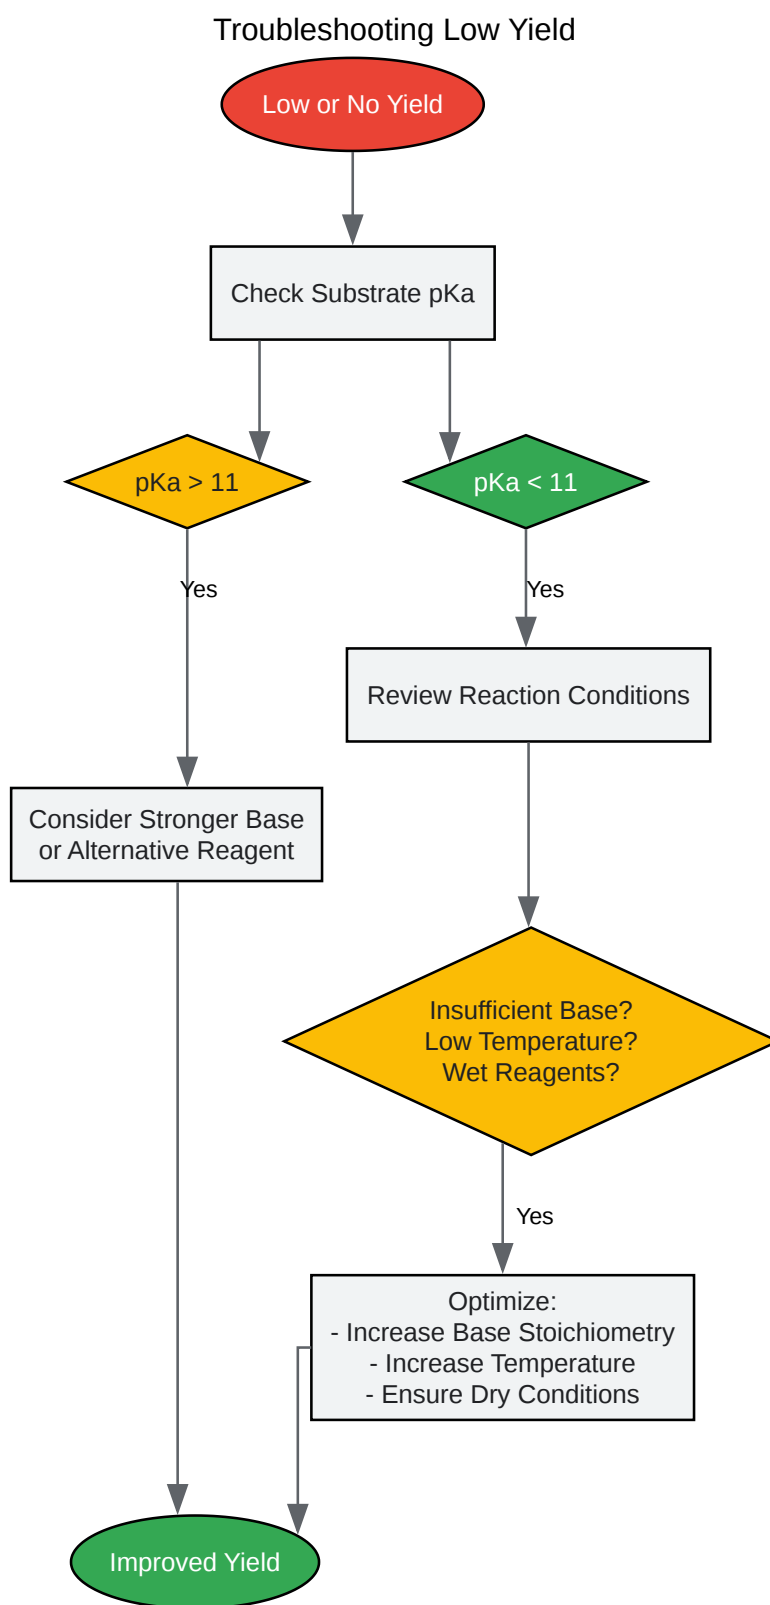 Troubleshooting Low Yield
Low or No Yield
Check Substrate pKa
pKa > 11
pKa < 11
Yes
Yes
Review Reaction Conditions
Consider Stronger Base
or Alternative Reagent
Insufficient Base?
Low Temperature?
Wet Reagents?
Yes
Optimize:
- Increase Base Stoichiometry
- Increase Temperature
- Ensure Dry Conditions
Improved Yield